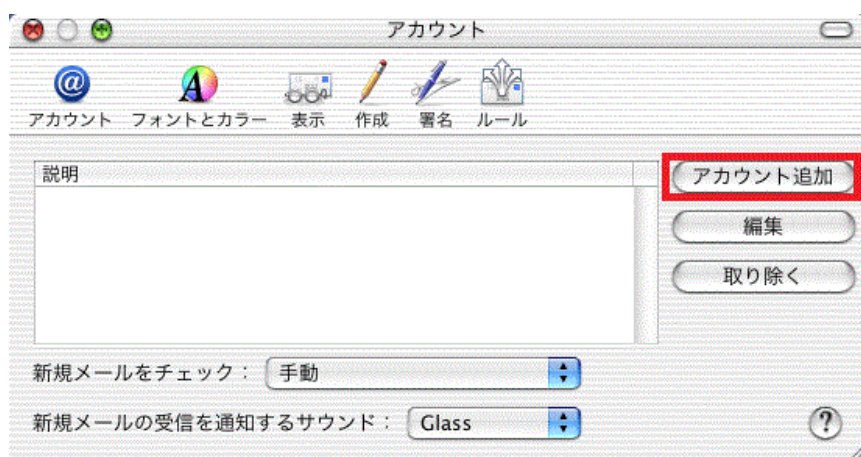 アカウント
アカウント フォントとカラー 表示 作成 署名 ルール
説明
アカウント追加
編集
取り除く
新規メールをチェック： 手動
新規メールの受信を通知するサウンド： Glass
?